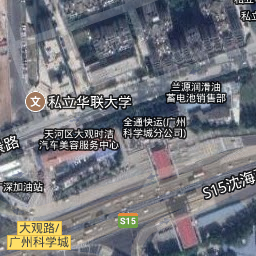 兰源润滑油
蓄电池销售部
文
私立华联大学
全通快运(广州
科学城分公司)
天河区大观时洁
汽车美容服务中心
路
深加油站
S15沈海
S15
大观路/
广州科学城